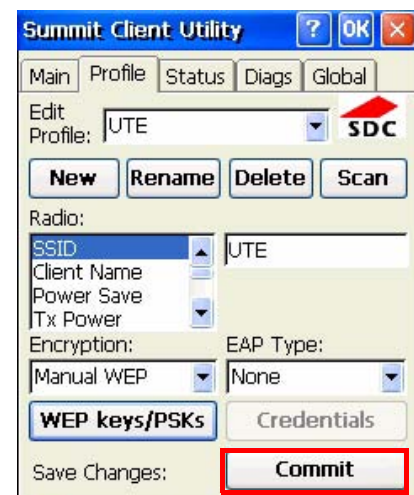 Summit Client Utility ? OK ×
Main Profile Status Diags Global
Edit
Profile: UTE SDC
New Rename Delete Scan
Radio:
SSID UTE
Client Name
Power Save
Tx Power
Encryption: EAP Type:
Manual WEP None
WEP keys/PSKs Credentials
Save Changes: Commit